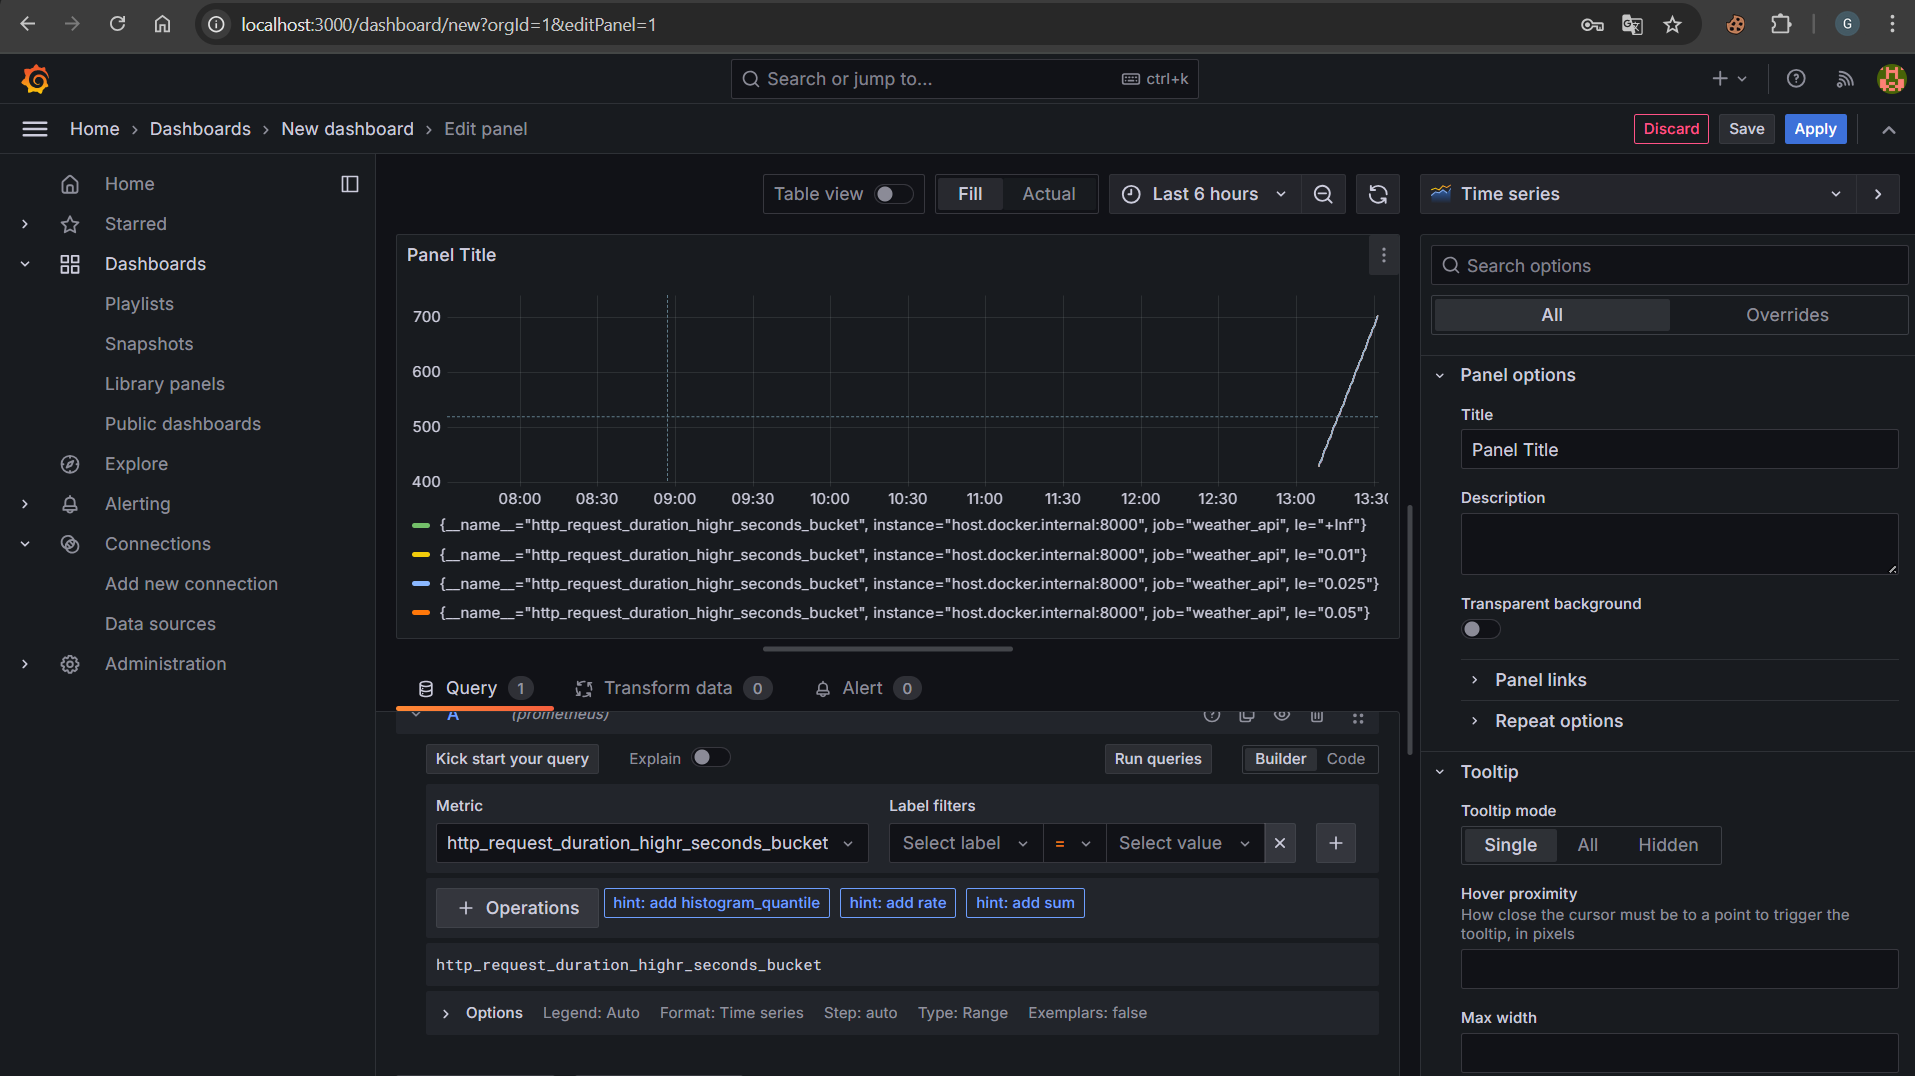 localhost:3000/dashboard/new?orgId=1&editPanel=1
G
Search or jump to...
ctrl+k
Home
Dashboards
New dashboard
Edit panel
Discard
Save
Apply
Home
Starred
Dashboards
Playlists
Snapshots
Library panels
Public dashboards
Explore
Alerting
Connections
Add new connection
Data sources
Administration
Table view
Fill
Actual
Last 6 hours
Panel Title
700
600
500
400
08:00
08:30
09:00
09:30
10:00
10:30
11:00
11:30
12:00
12:30
13:00
13:30
{__name__="http_request_duration_highr_seconds_bucket", instance="host.docker.internal:8000", job="weather_api", le="+Inf"}
{__name__="http_request_duration_highr_seconds_bucket", instance="host.docker.internal:8000", job="weather_api", le="0.01"}
{__name__="http_request_duration_highr_seconds_bucket", instance="host.docker.internal:8000", job="weather_api", le="0.025"}
{__name__="http_request_duration_highr_seconds_bucket", instance="host.docker.internal:8000", job="weather_api", le="0.05"}
Query 1
Transform data 0
Alert 0
A (prometheus)
Kick start your query
Explain
Run queries
Builder
Code
Metric
Label filters
http_request_duration_highr_seconds_bucket
Select label
=
Select value
+ Operations
hint: add histogram_quantile
hint: add rate
hint: add sum
http_request_duration_highr_seconds_bucket
Options
Legend: Auto
Format: Time series
Step: auto
Type: Range
Exemplars: false
Time series
Search options
All
Overrides
Panel options
Title
Panel Title
Description
Transparent background
Panel links
Repeat options
Tooltip
Tooltip mode
Single
All
Hidden
Hover proximity
How close the cursor must be to a point to trigger the
tooltip, in pixels
Max width